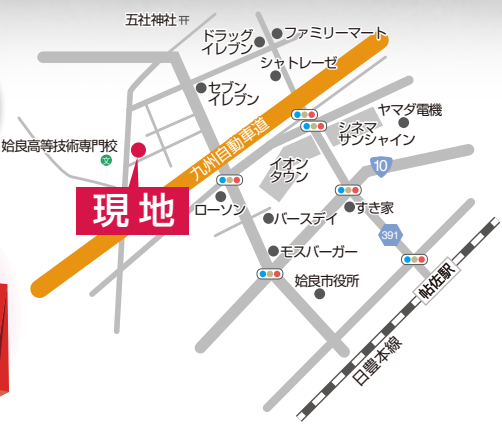 五社神社
ドラッグ
イレブン
ファミリーマート
シャトレーゼ
セブン
イレブン
ヤマダ電機
シネマ
サンシャイン
九州自動車道
姶良高等技術専門校
文
イオン
タウン
10
現地
ローソン
すき家
バースデイ
391
モスバーガー
姶良市役所
帖佐駅
日豊本線